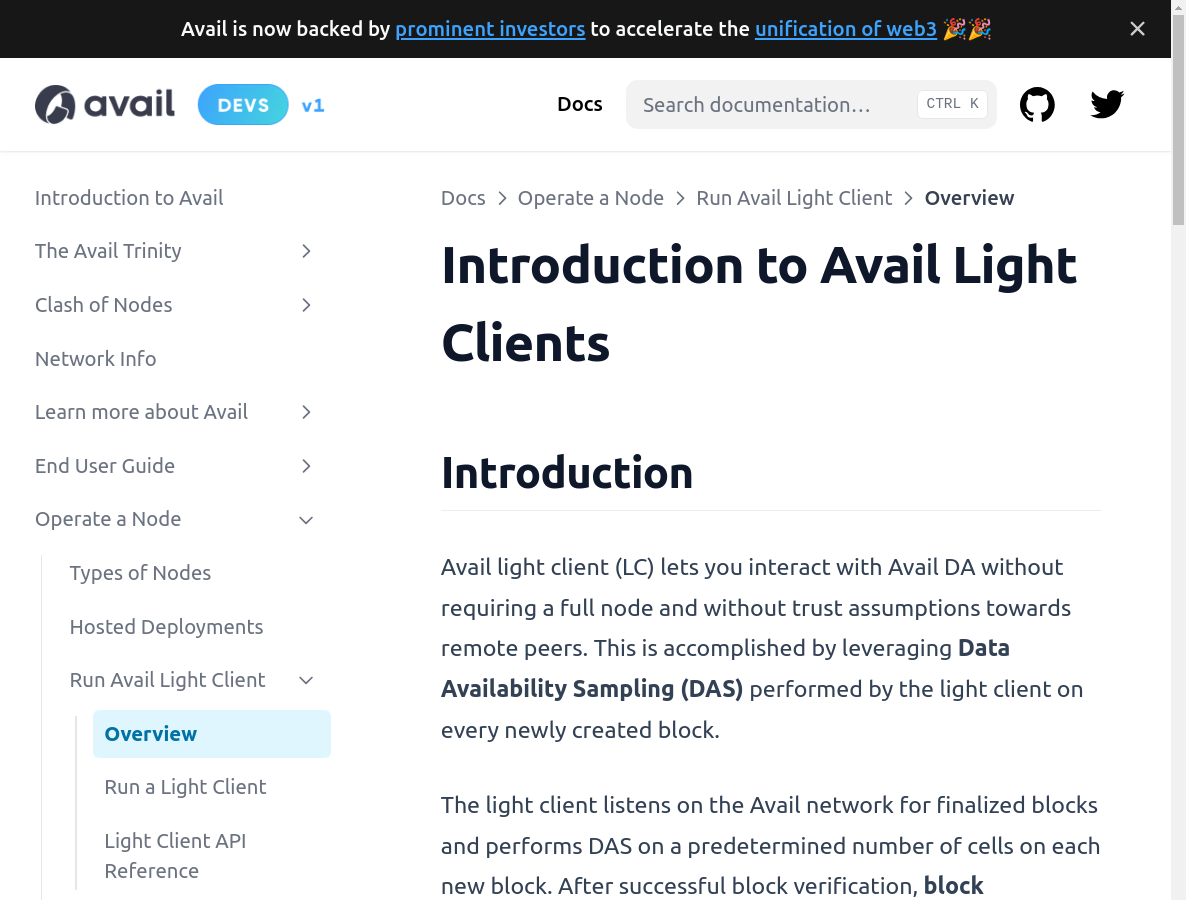 Avail is now backed by prominent investors to accelerate the unification of web3 🎉🎉
avail DEVS v1
Docs
Search documentation…
CTRL K
Introduction to Avail
The Avail Trinity
Clash of Nodes
Network Info
Learn more about Avail
End User Guide
Operate a Node
Types of Nodes
Hosted Deployments
Run Avail Light Client
Overview
Run a Light Client
Light Client API
Reference
Docs > Operate a Node > Run Avail Light Client > Overview
Introduction to Avail Light
Clients
Introduction
Avail light client (LC) lets you interact with Avail DA without
requiring a full node and without trust assumptions towards
remote peers. This is accomplished by leveraging Data
Availability Sampling (DAS) performed by the light client on
every newly created block.
The light client listens on the Avail network for finalized blocks
and performs DAS on a predetermined number of cells on each
new block. After successful block verification, block